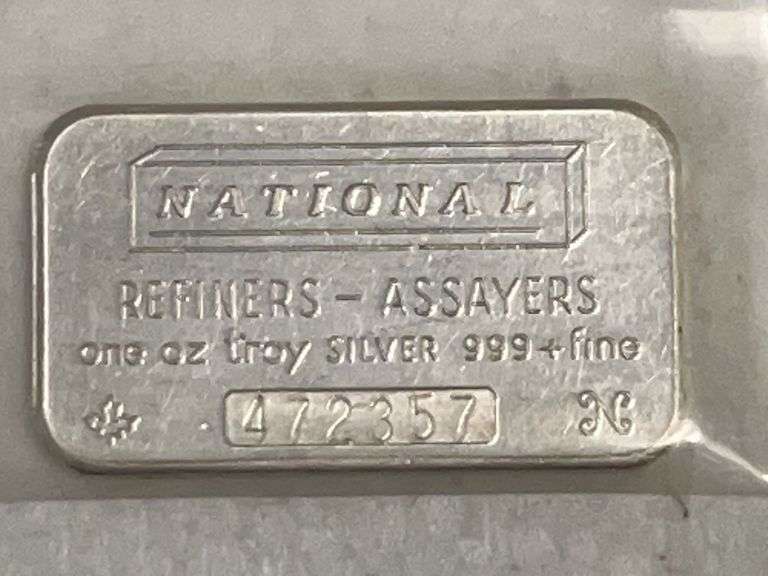 NATIONAL
REFINERS - ASSAYERS
one oz troy SILVER 999+fine
472357 N